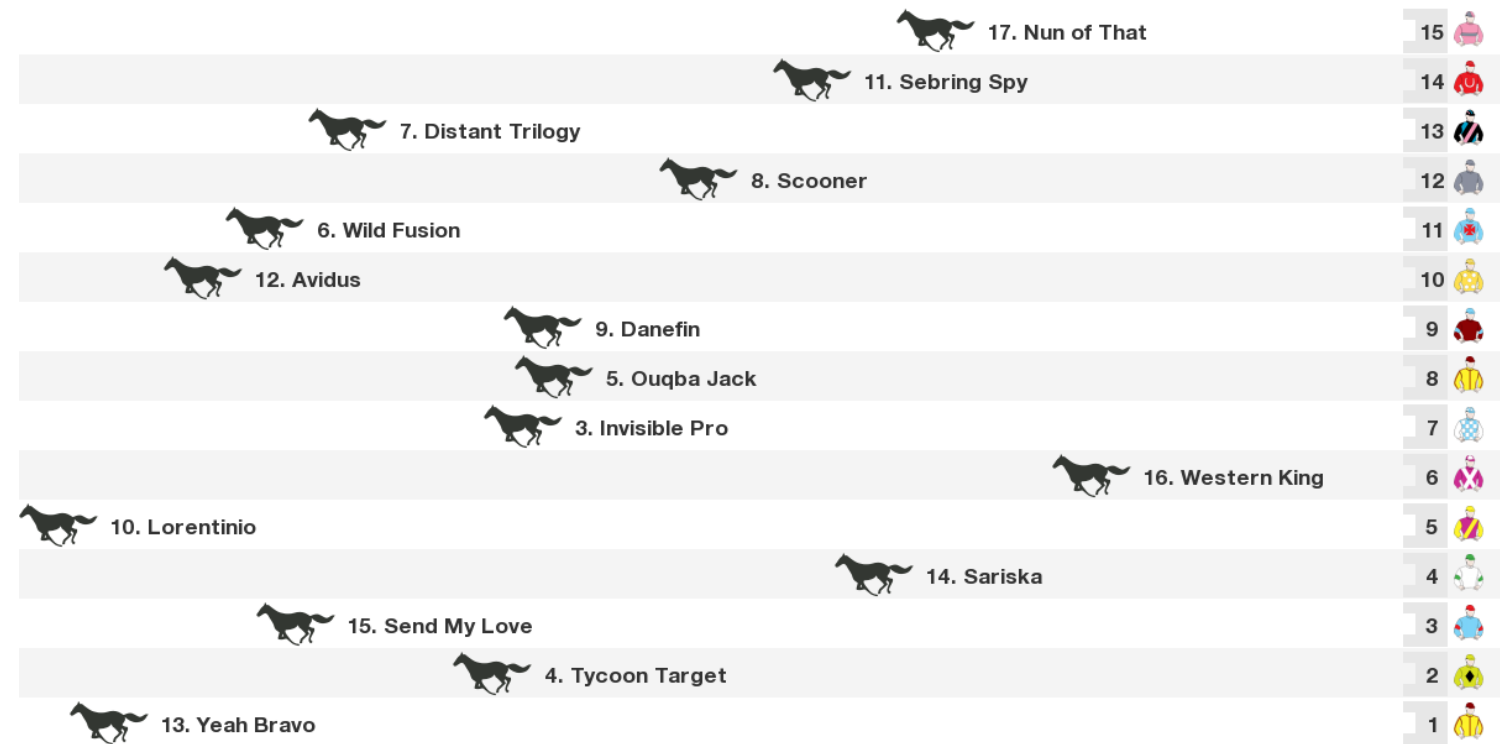 17. Nun of That 15
11. Sebring Spy 14
7. Distant Trilogy 13
8. Scooner 12
6. Wild Fusion 11
12. Avidus 10
9. Danefin 9
5. Ouqba Jack 8
3. Invisible Pro 7
16. Western King 6
10. Lorentinio 5
14. Sariska 4
15. Send My Love 3
4. Tycoon Target 2
13. Yeah Bravo 1